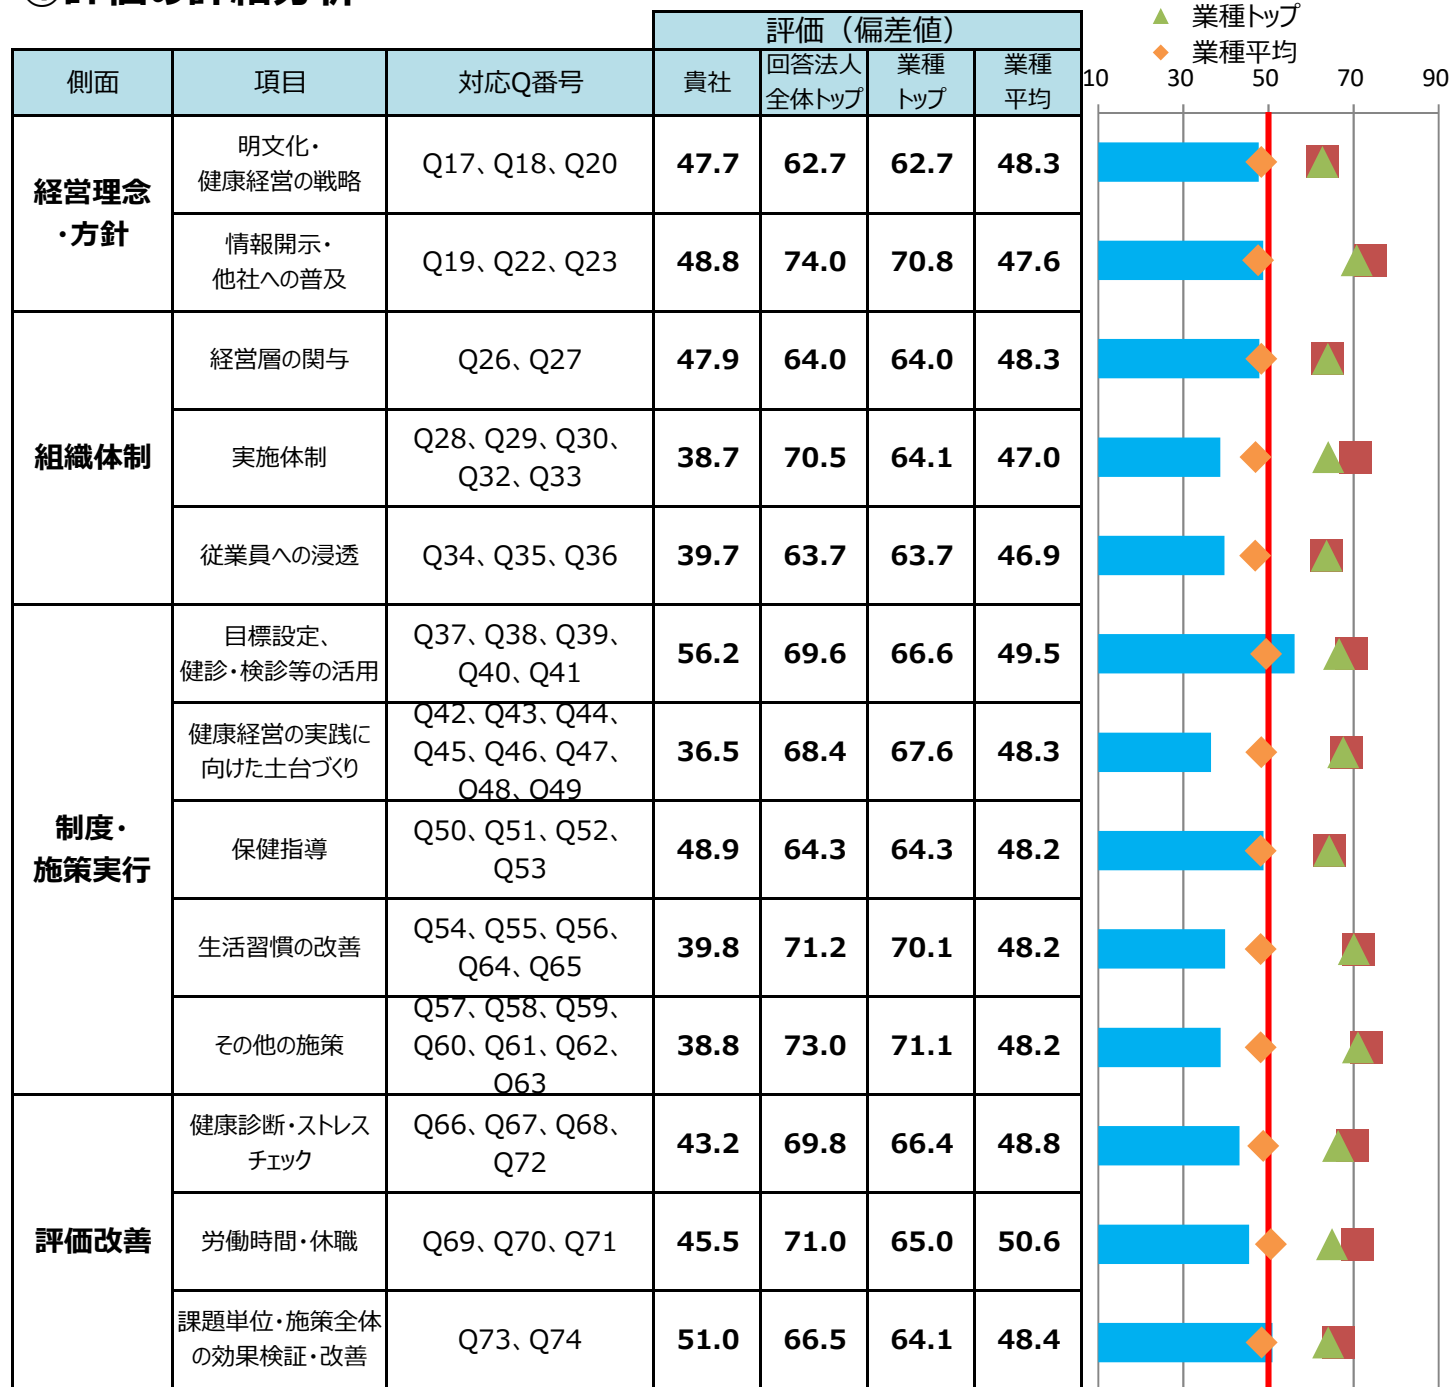 評価（偏差値）
▲ 業種トップ
◆ 業種平均
側面 項目 対応Q番号 貴社 回答法人 業種 業種
全体トップ トップ 平均
10 30 50 70 90
経営理念
・方針
明文化・
健康経営の戦略
Q17、Q18、Q20 47.7 62.7 62.7 48.3
情報開示・
他社への普及
Q19、Q22、Q23 48.8 74.0 70.8 47.6
組織体制
経営層の関与 Q26、Q27 47.9 64.0 64.0 48.3
実施体制
Q28、Q29、Q30、
Q32、Q33
38.7 70.5 64.1 47.0
従業員への浸透 Q34、Q35、Q36 39.7 63.7 63.7 46.9
制度・
施策実行
目標設定、
健診・検診等の活用
Q37、Q38、Q39、
Q40、Q41
56.2 69.6 66.6 49.5
健康経営の実践に
向けた土台づくり
Q42、Q43、Q44、
Q45、Q46、Q47、
Q48、Q49
36.5 68.4 67.6 48.3
保健指導
Q50、Q51、Q52、
Q53
48.9 64.3 64.3 48.2
生活習慣の改善
Q54、Q55、Q56、
Q64、Q65
39.8 71.2 70.1 48.2
その他の施策
Q57、Q58、Q59、
Q60、Q61、Q62、
Q63
38.8 73.0 71.1 48.2
評価改善
健康診断・ストレス
チェック
Q66、Q67、Q68、
Q72
43.2 69.8 66.4 48.8
労働時間・休職 Q69、Q70、Q71 45.5 71.0 65.0 50.6
課題単位・施策全体
の効果検証・改善
Q73、Q74 51.0 66.5 64.1 48.4